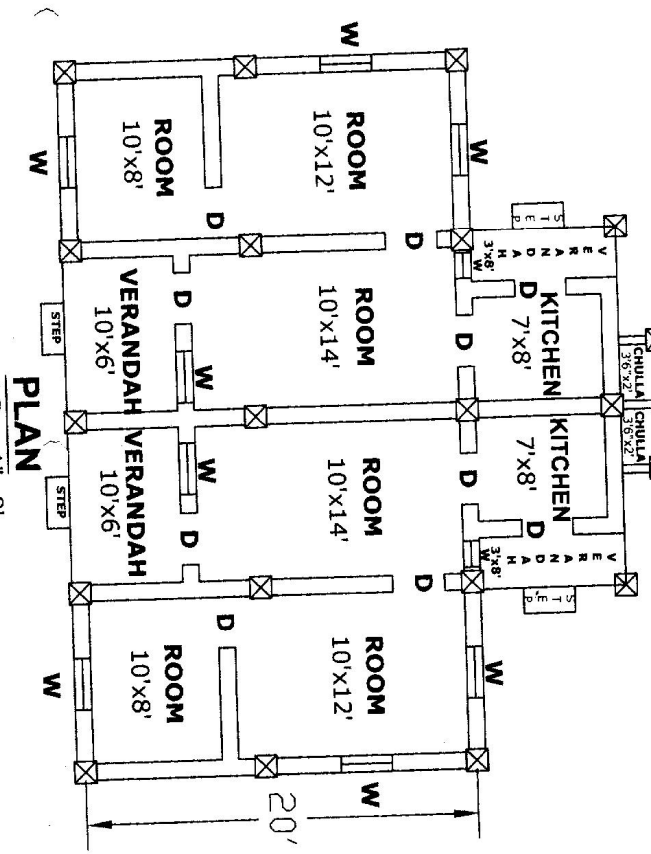 CHULLA
3'6"x2'
CHULLA
3'6"x2'
STEP
VERANDAH
3'x8'
W
D
KITCHEN
7'x8'
KITCHEN
7'x8'
D
VERANDAH
3'x8'
W
STEP
W
D
D
D
D
W
W
ROOM
10'x12'
ROOM
10'x14'
ROOM
10'x14'
ROOM
10'x12'
W
20'
D
D
D
D
W
W
ROOM
10'x8'
VERANDAH
10'x6'
VERANDAH
10'x6'
ROOM
10'x8'
W
STEP
STEP
W
PLAN